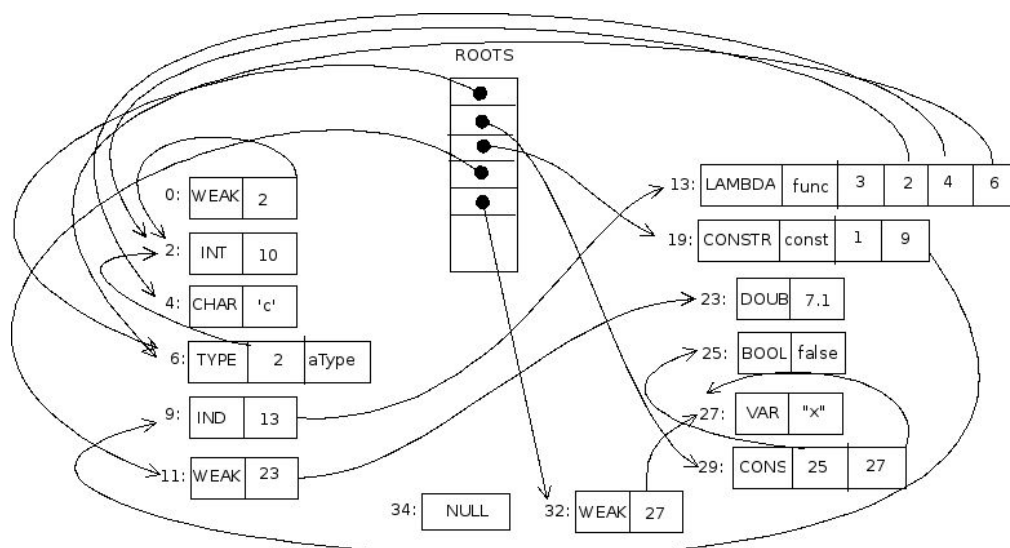 ROOTS
0: WEAK 2
2: INT 10
4: CHAR 'c'
6: TYPE 2 aType
9: IND 13
11: WEAK 23
34: NULL
32: WEAK 27
13: LAMBDA func 3 2 4 6
19: CONSTR const 1 9
23: DOUB 7.1
25: BOOL false
27: VAR "x"
29: CONS 25 27